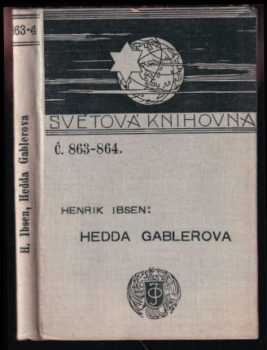 863-4
H. Ibsen, Hedda Gablerova
SVĚTOVÁ KNIHOVNA
Č. 863-864.
HENRIK IBSEN:
HEDDA GABLEROVA